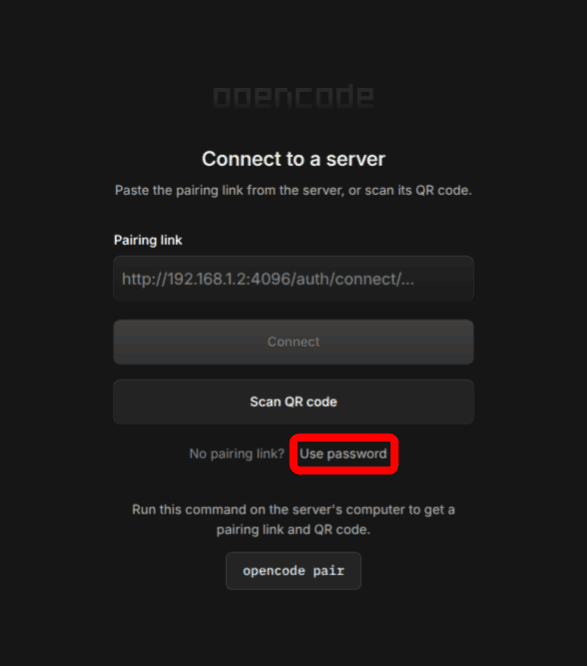 opencode
Connect to a server
Paste the pairing link from the server, or scan its QR code.
Pairing link
http://192.168.1.2:4096/auth/connect/...
Connect
Scan QR code
No pairing link? Use password
Run this command on the server's computer to get a
pairing link and QR code.
opencode pair